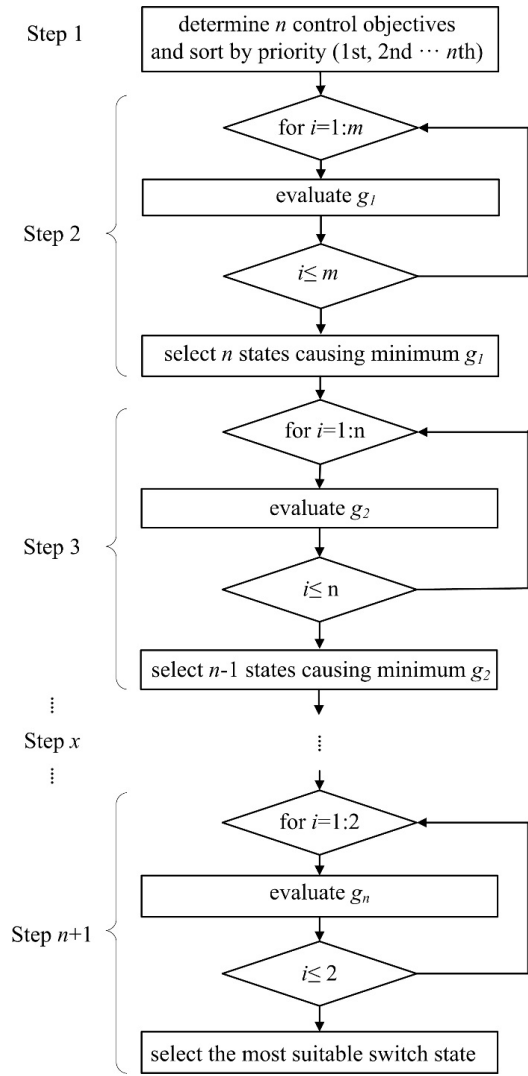 Step 1
determine n control objectives
and sort by priority (1st, 2nd ··· nth)
for i=1:m
evaluate g₁
Step 2
i≤ m
select n states causing minimum g₁
for i=1:n
evaluate g₂
Step 3
i≤ n
select n-1 states causing minimum g₂
Step x
for i=1:2
evaluate gₙ
Step n+1
i≤ 2
select the most suitable switch state